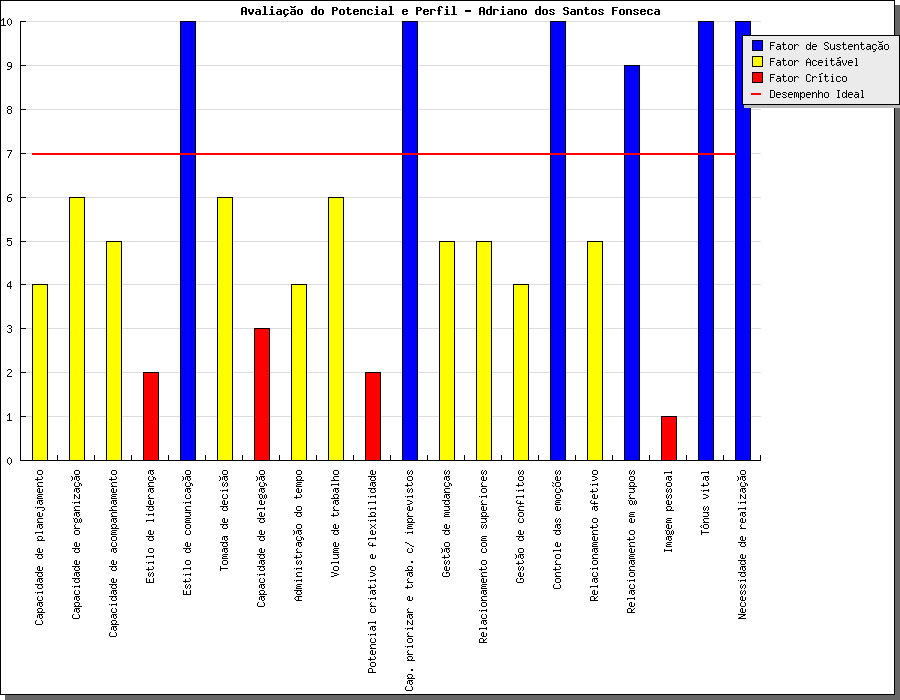 Avaliação do Potencial e Perfil - Adriano dos Santos Fonseca
Fator de Sustentação
Fator Aceitável
Fator Crítico
Desempenho Ideal
10
9
8
7
6
5
4
3
2
1
0
Capacidade de planejamento
Capacidade de organização
Capacidade de acompanhamento
Estilo de liderança
Estilo de comunicação
Tomada de decisão
Capacidade de delegação
Administração do tempo
Volume de trabalho
Potencial criativo e flexibilidade
Cap. priorizar e trab. c/ imprevistos
Gestão de mudanças
Relacionamento com superiores
Gestão de conflitos
Controle das emoções
Relacionamento afetivo
Relacionamento em grupos
Imagem pessoal
Tônus vital
Necessidade de realização